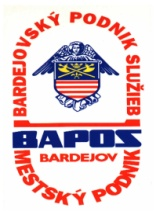 BARDEJOVSKÝ PODNIK SLUŽIEB
BAPOS
BARDEJOV
MESTSKÝ PODNIK